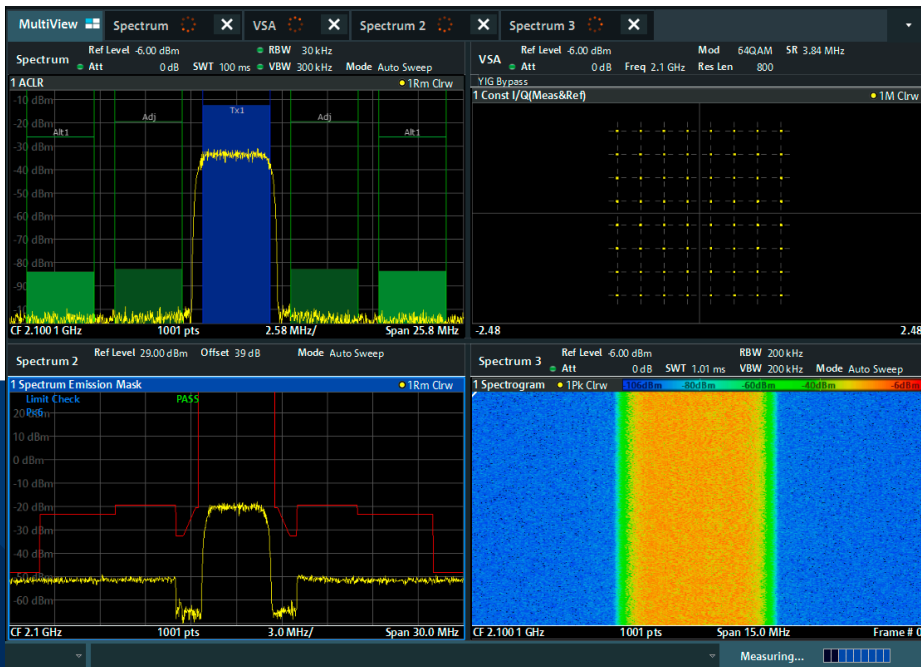 MultiView Spectrum VSA Spectrum 2 Spectrum 3
Spectrum
Ref Level -6.00 dBm RBW 30 kHz
Att 0 dB SWT 100 ms VBW 300 kHz Mode Auto Sweep
1 ACLR 1Rm Clrw
-10 dBm
-20 dBm
-30 dBm
-40 dBm
-50 dBm
-60 dBm
-70 dBm
-80 dBm
Alt1 Adj Tx1 Adj Alt1
CF 2.100 1 GHz 1001 pts 2.58 MHz/ Span 25.8 MHz
VSA
Ref Level -6.00 dBm Mod 64QAM SR 3.84 MHz
Att 0 dB Freq 2.1 GHz Res Len 800
YIG Bypass
1 Const I/Q(Meas&Ref) 1M Clrw
-2.48 2.48
Spectrum 2
Ref Level 29.00 dBm Offset 39 dB Mode Auto Sweep
1 Spectrum Emission Mask 1Rm Clrw
Limit Check PASS
20 dBm
10 dBm
0 dBm
-10 dBm
-20 dBm
-30 dBm
-40 dBm
-60 dBm
CF 2.1 GHz 1001 pts 3.0 MHz/ Span 30.0 MHz
Spectrum 3
Ref Level -6.00 dBm RBW 200 kHz
Att 0 dB SWT 1.01 ms VBW 200 kHz Mode Auto Sweep
1 Spectrogram 1Pk Clrw -106dBm -80dBm -60dBm -40dBm -6dBm
CF 2.100 1 GHz 1001 pts Span 15.0 MHz Frame # 0
Measuring...